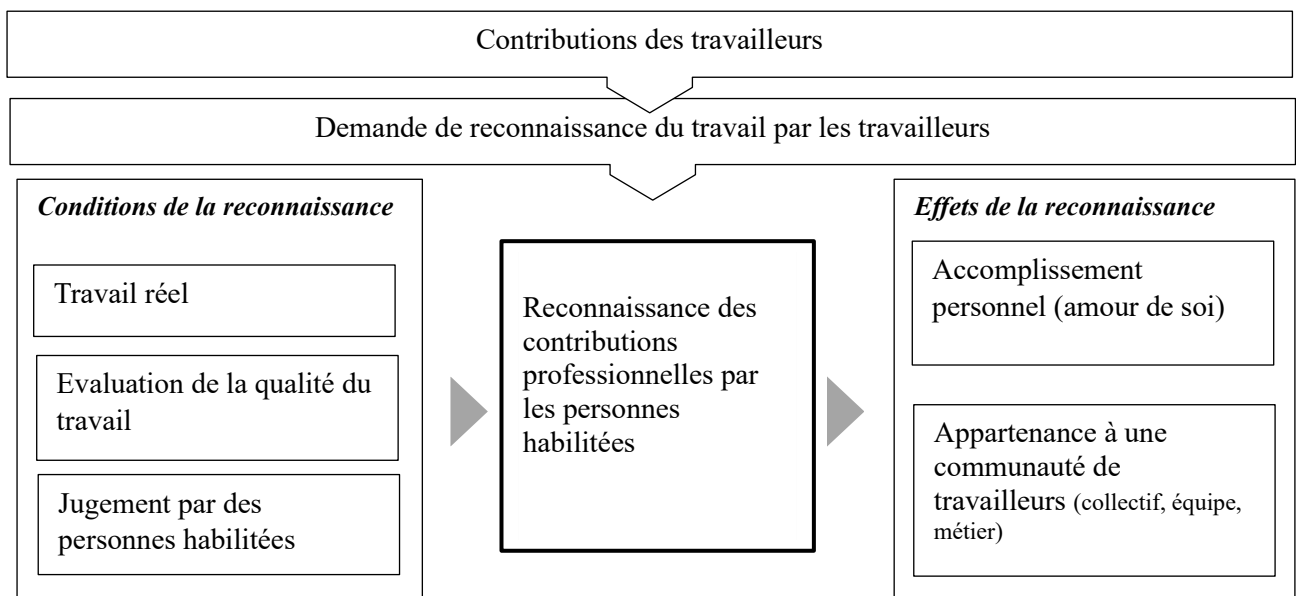 Contributions des travailleurs
Demande de reconnaissance du travail par les travailleurs
Conditions de la reconnaissance
Travail réel
Evaluation de la qualité du
travail
Jugement par des
personnes habilitées
Reconnaissance des
contributions
professionnelles par
les personnes
habilitées
Effets de la reconnaissance
Accomplissement
personnel (amour de soi)
Appartenance à une
communauté de
travailleurs (collectif, équipe,
métier)